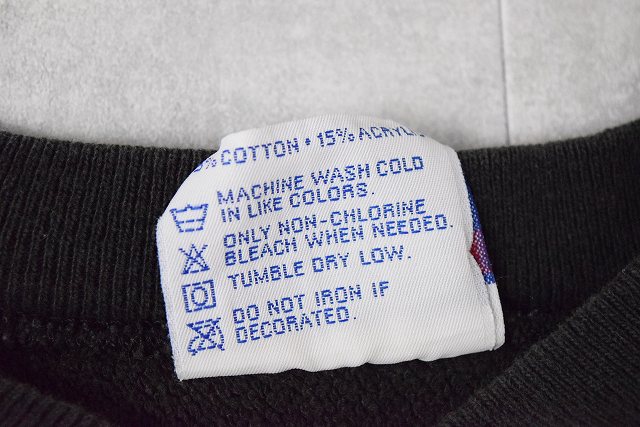 % COTTON • 15% ACRYLIC
MACHINE WASH COLD
IN LIKE COLORS.
ONLY NON-CHLORINE
BLEACH WHEN NEEDED.
TUMBLE DRY LOW.
DO NOT IRON IF
DECORATED.